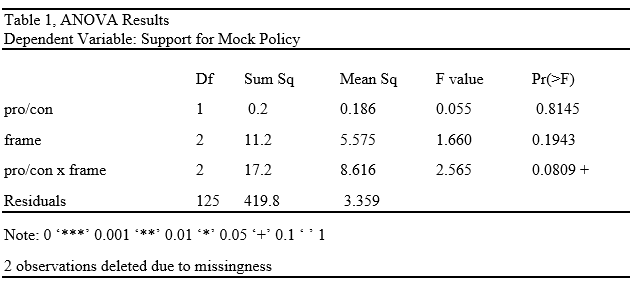 Table 1, ANOVA Results
Dependent Variable: Support for Mock Policy
Df Sum Sq Mean Sq F value Pr(>F)
pro/con 1 0.2 0.186 0.055 0.8145
frame 2 11.2 5.575 1.660 0.1943
pro/con x frame 2 17.2 8.616 2.565 0.0809 +
Residuals 125 419.8 3.359
Note: 0 ‘***’ 0.001 ‘**’ 0.01 ‘*’ 0.05 ‘+’ 0.1 ‘ ’ 1
2 observations deleted due to missingness